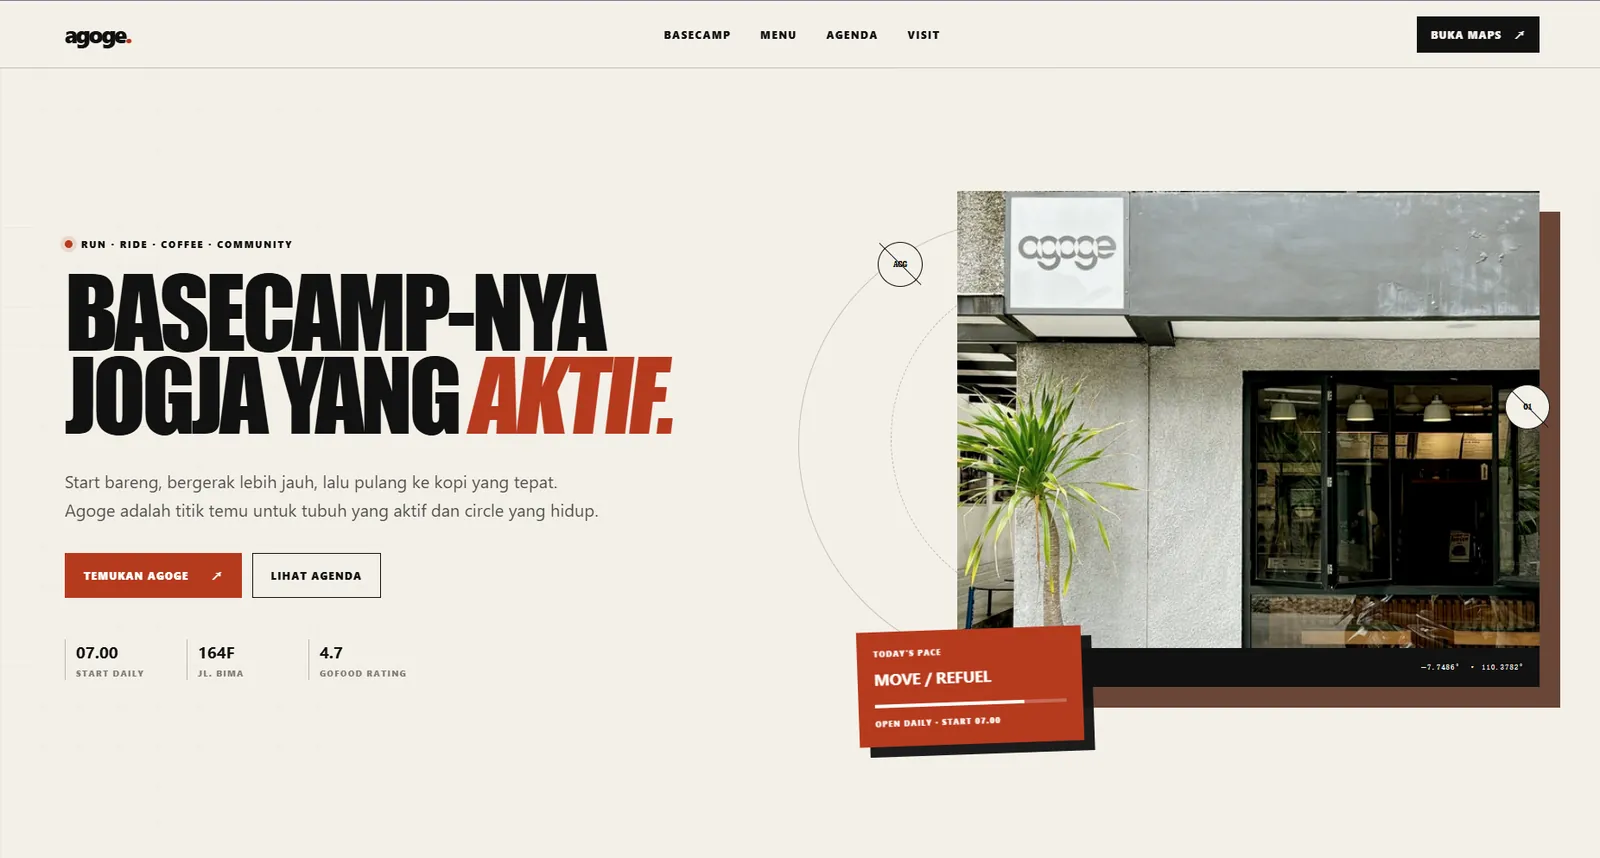 agoge.
BASECAMP
MENU
AGENDA
VISIT
BUKA MAPS ↗
RUN · RIDE · COFFEE · COMMUNITY
BASECAMP-NYA
JOGJA YANG AKTIF.
Start bareng, bergerak lebih jauh, lalu pulang ke kopi yang tepat.
Agoge adalah titik temu untuk tubuh yang aktif dan circle yang hidup.
TEMUKAN AGOGE ↗
LIHAT AGENDA
07.00
START DAILY
164F
JL. BIMA
4.7
GOFOOD RATING
AGG
agoge
01
−7.7486° · 110.3782°
TODAY'S PACE
MOVE / REFUEL
OPEN DAILY · START 07.00